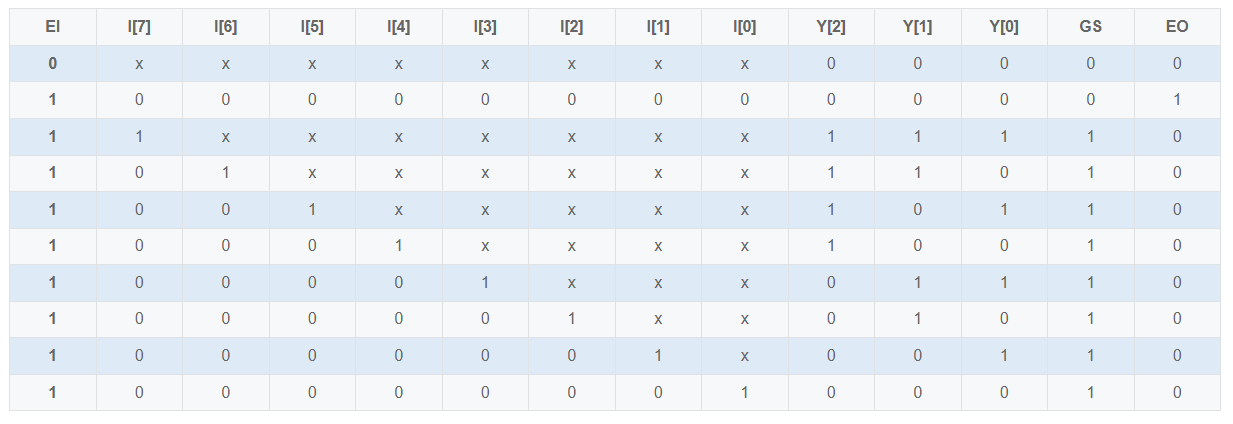 EI I[7] I[6] I[5] I[4] I[3] I[2] I[1] I[0] Y[2] Y[1] Y[0] GS EO
0 x x x x x x x x 0 0 0 0 0
1 0 0 0 0 0 0 0 0 0 0 0 0 1
1 1 x x x x x x x 1 1 1 1 0
1 0 1 x x x x x x 1 1 0 1 0
1 0 0 1 x x x x x 1 0 1 1 0
1 0 0 0 1 x x x x 1 0 0 1 0
1 0 0 0 0 1 x x x 0 1 1 1 0
1 0 0 0 0 0 1 x x 0 1 0 1 0
1 0 0 0 0 0 0 1 x 0 0 1 1 0
1 0 0 0 0 0 0 0 1 0 0 0 1 0